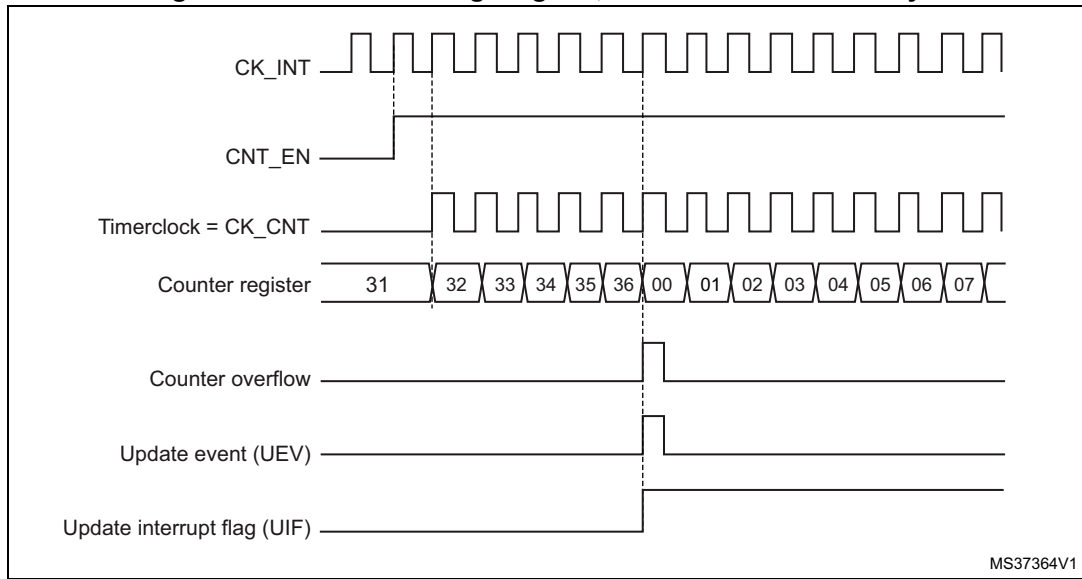 CK_INT
CNT_EN
Timerclock = CK_CNT
Counter register 31 32 33 34 35 36 00 01 02 03 04 05 06 07
Counter overflow
Update event (UEV)
Update interrupt flag (UIF)
MS37364V1